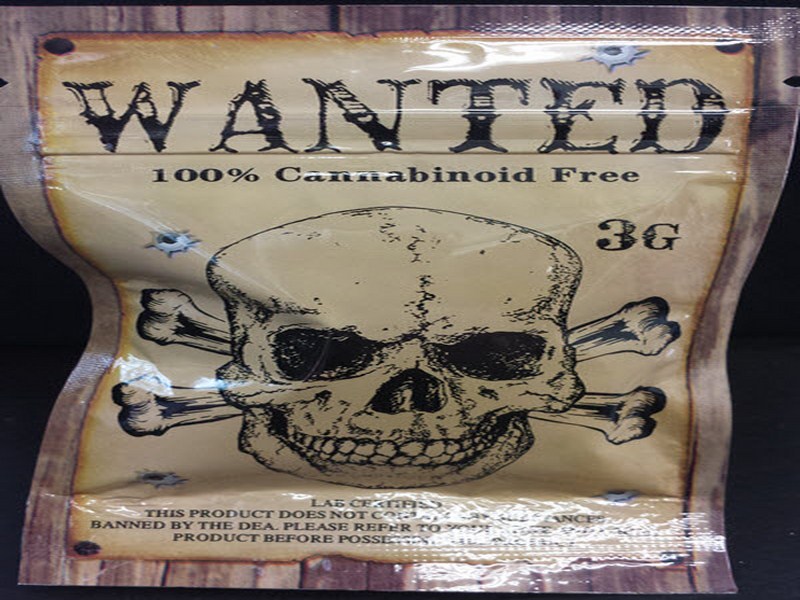 WANTED
100% Cannabinoid Free
3G
LAB CERTIFIED
THIS PRODUCT DOES NOT
BANNED BY THE DEA. PLEASE REFER TO
PRODUCT BEFORE